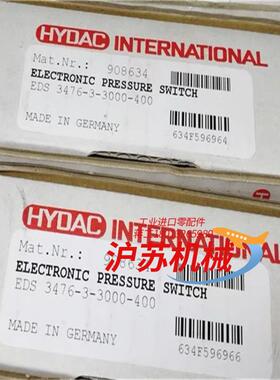 HYDAC INTERNATIONAL
Mat.Nr.: 908634
ELECTRONIC PRESSURE SWITCH
EDS 3476-3-3000-400
MADE IN GERMANY
634F596964
工业进口零配件
HYDAC INTERNATIONAL
沪苏机械
Mat.Nr.:
ELECTRONIC PRESSURE SWITCH
EDS 3476-3-3000-400
MADE IN GERMANY
634F596966